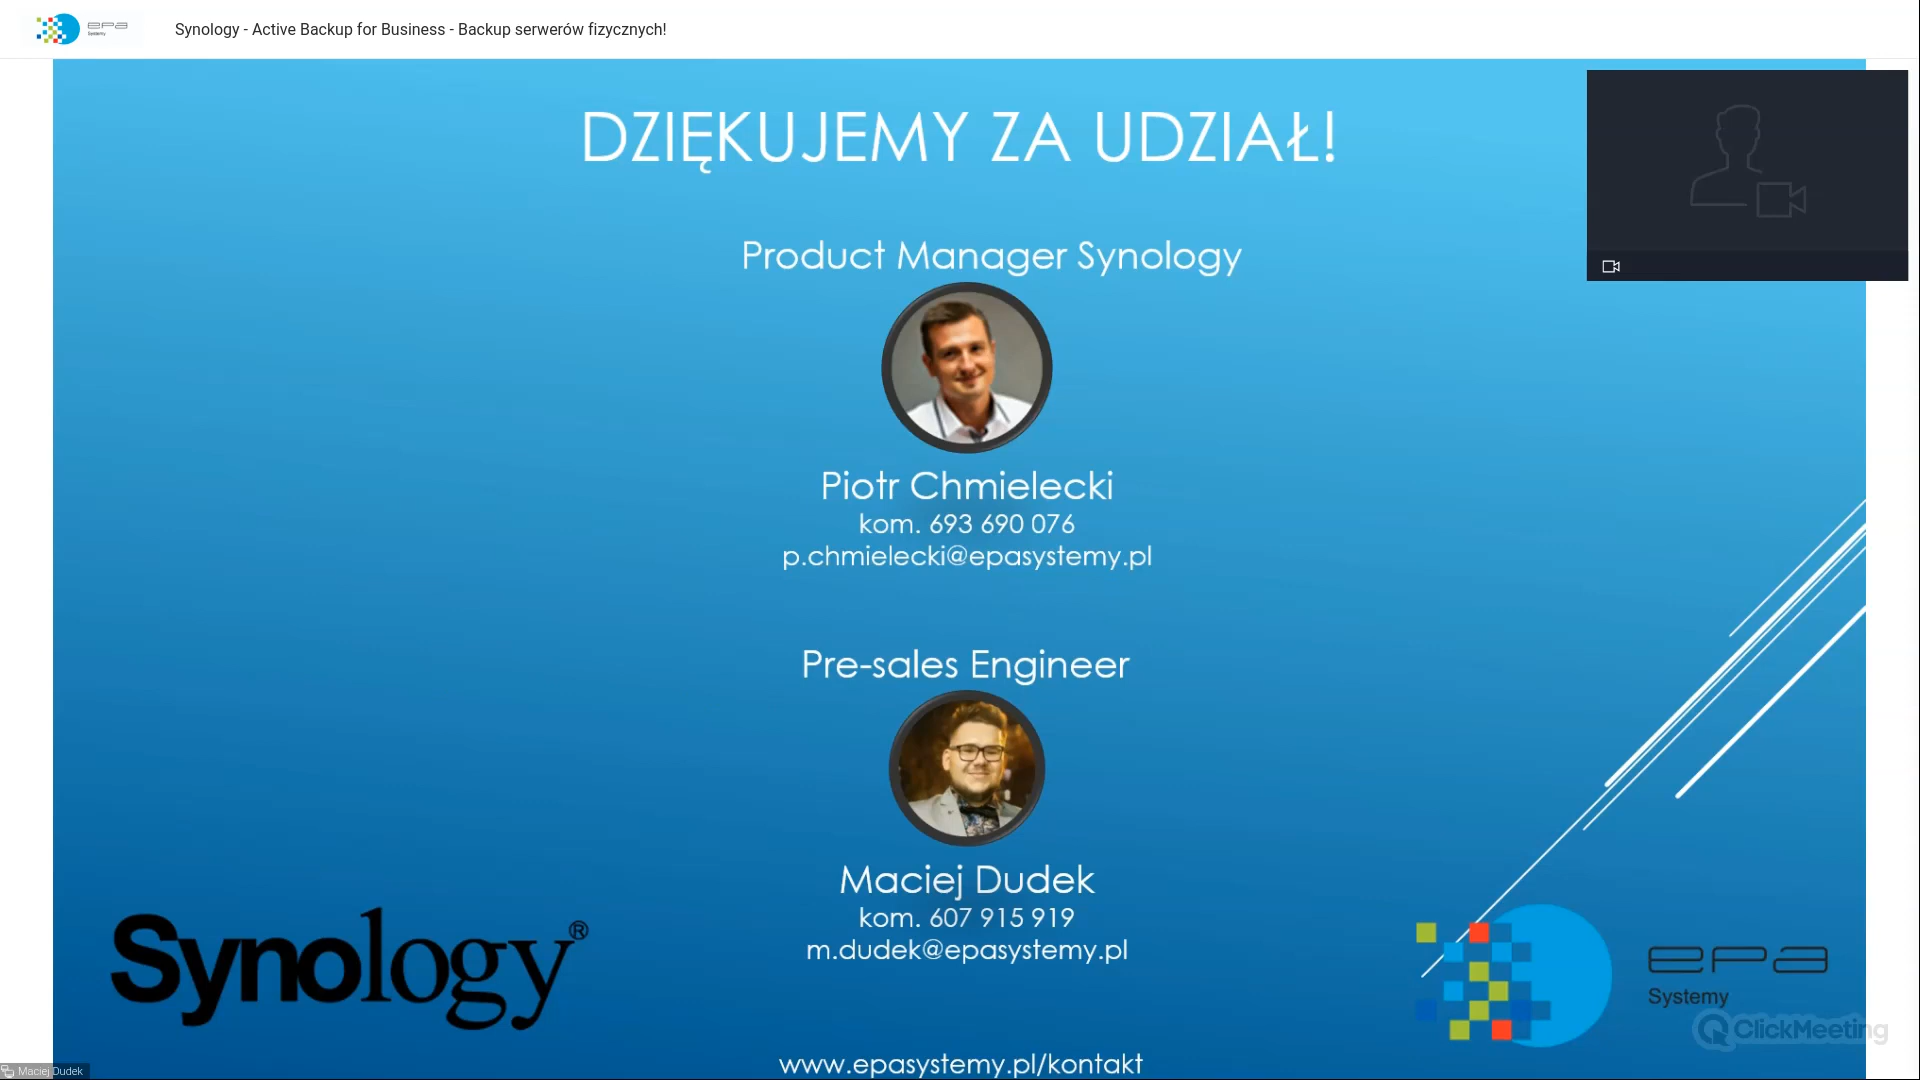 epa
Systemy
Synology - Active Backup for Business - Backup serwerów fizycznych!
DZIĘKUJEMY ZA UDZIAŁ!
Product Manager Synology
Piotr Chmielecki
kom. 693 690 076
p.chmielecki@epasystemy.pl
Pre-sales Engineer
Maciej Dudek
kom. 607 915 919
m.dudek@epasystemy.pl
Synology®
epa
Systemy
ClickMeeting
www.epasystemy.pl/kontakt
Maciej Dudek